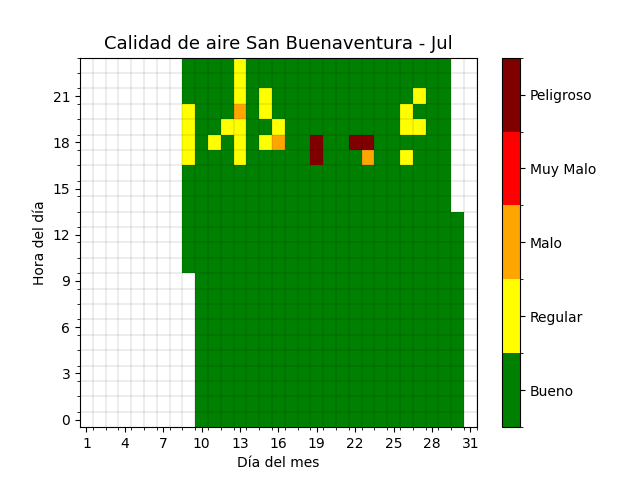 Calidad de aire San Buenaventura - Jul
Hora del día
21
18
15
12
9
6
3
0
1 4 7 10 13 16 19 22 25 28 31
Día del mes
Peligroso
Muy Malo
Malo
Regular
Bueno